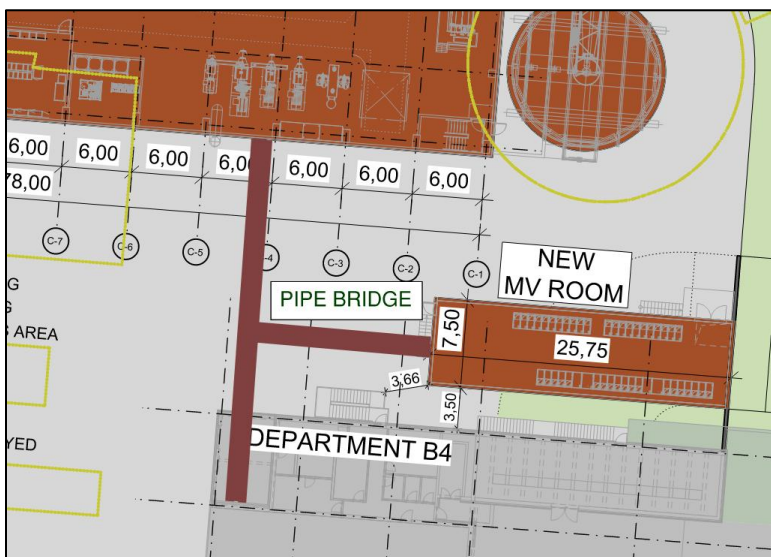 6,00
6,00
6,00
6,00
6,00
6,00
6,00
78,00
C-7
C-6
C-5
-4
C-3
C-2
C-1
NEW
MV ROOM
G
G
AREA
PIPE BRIDGE
7,50
25,75
3,66
3,50
YED
DEPARTMENT B4